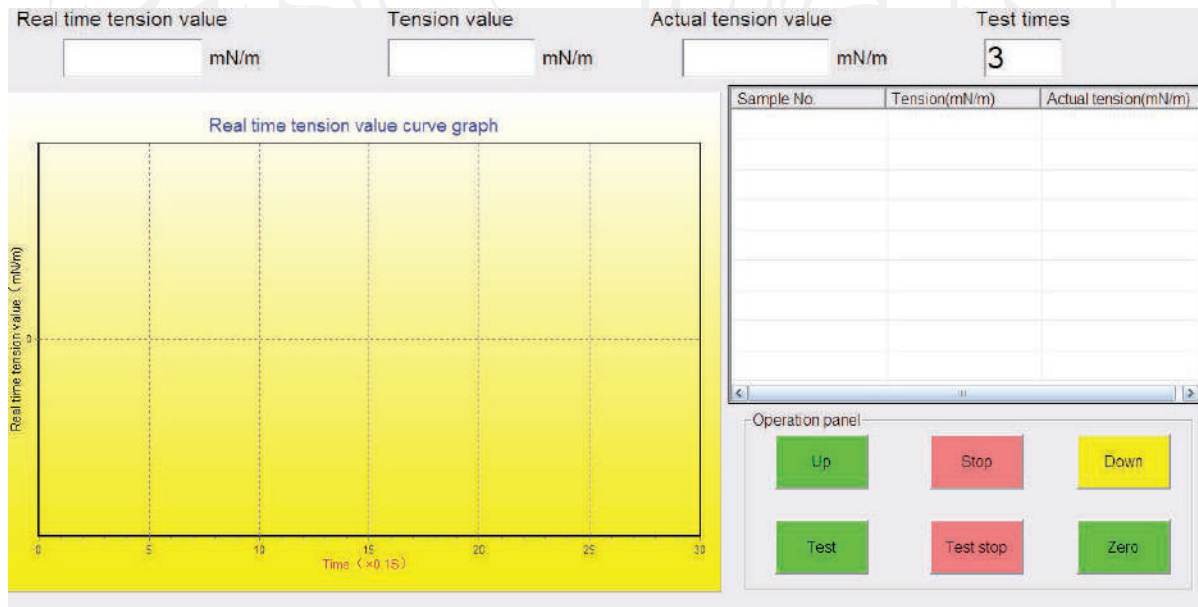 Real time tension value Tension value Actual tension value Test times
mN/m mN/m mN/m 3
Sample No. Tension(mN/m) Actual tension(mN/m)
Real time tension value curve graph
Real time tension value (mN/m)
0
0 5 10 15 20 25 30
Time (×0.1S)
Operation panel
Up Stop Down
Test Test stop Zero